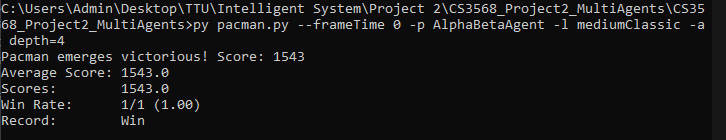 C:\Users\Admin\Desktop\TTU\Intelligent System\Project 2\CS3568_Project2_MultiAgents\CS35
68_Project2_MultiAgents>py pacman.py --frameTime 0 -p AlphaBetaAgent -l mediumClassic -a
depth=4
Pacman emerges victorious! Score: 1543
Average Score: 1543.0
Scores:        1543.0
Win Rate:      1/1 (1.00)
Record:        Win